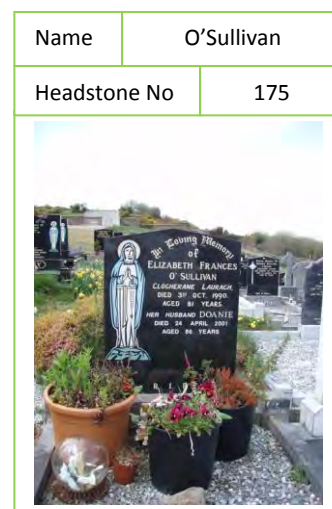 Name O’Sullivan
Headstone No 175
In Loving Memory
of
ELIZABETH FRANCES
O' SULLIVAN
CLOGHERANE LAURAGH,
DIED 3RD OCT. 1990.
AGED 81 YEARS.
HER HUSBAND DOANIE
DIED 24 APRIL 2001
AGED 86 YEARS
R.I.P.